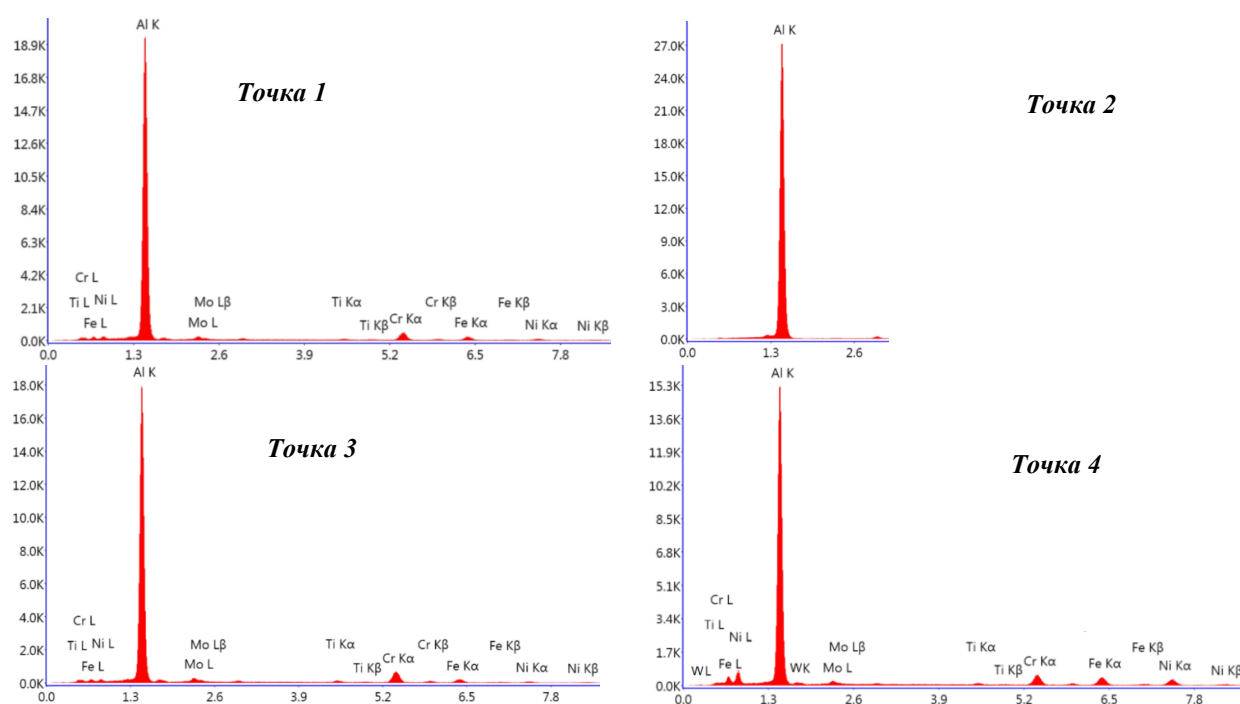 Al K
18.9K
16.8K
Точка 1
14.7K
12.6K
10.5K
8.4K
6.3K
4.2K
Cr L
2.1K
Ti L Ni L Mo Lβ Ti Kα Cr Kβ Fe Kβ
Fe L Mo L Ti Kβ Cr Kα Fe Kα Ni Kα Ni Kβ
0.0K
0.0 1.3 2.6 3.9 5.2 6.5 7.8
Al K
27.0K
24.0K
Точка 2
21.0K
18.0K
15.0K
12.0K
9.0K
6.0K
3.0K
0.0K
0.0 1.3 2.6
Al K
18.0K
16.0K
Точка 3
14.0K
12.0K
10.0K
8.0K
6.0K
4.0K
Cr L
2.0K
Ti L Ni L Mo Lβ Ti Kα Cr Kβ Fe Kβ
Fe L Mo L Ti Kβ Cr Kα Fe Kα Ni Kα Ni Kβ
0.0K
0.0 1.3 2.6 3.9 5.2 6.5 7.8
Al K
15.3K
13.6K
Точка 4
11.9K
10.2K
8.5K
6.8K
5.1K
Cr L
3.4K
Ti L
Ni L Mo Lβ Ti Kα Fe Kβ
1.7K
W L Fe L W K Mo L Ti Kβ Cr Kα Fe Kα Ni Kα Ni Kβ
0.0K
0.0 1.3 2.6 3.9 5.2 6.5 7.8